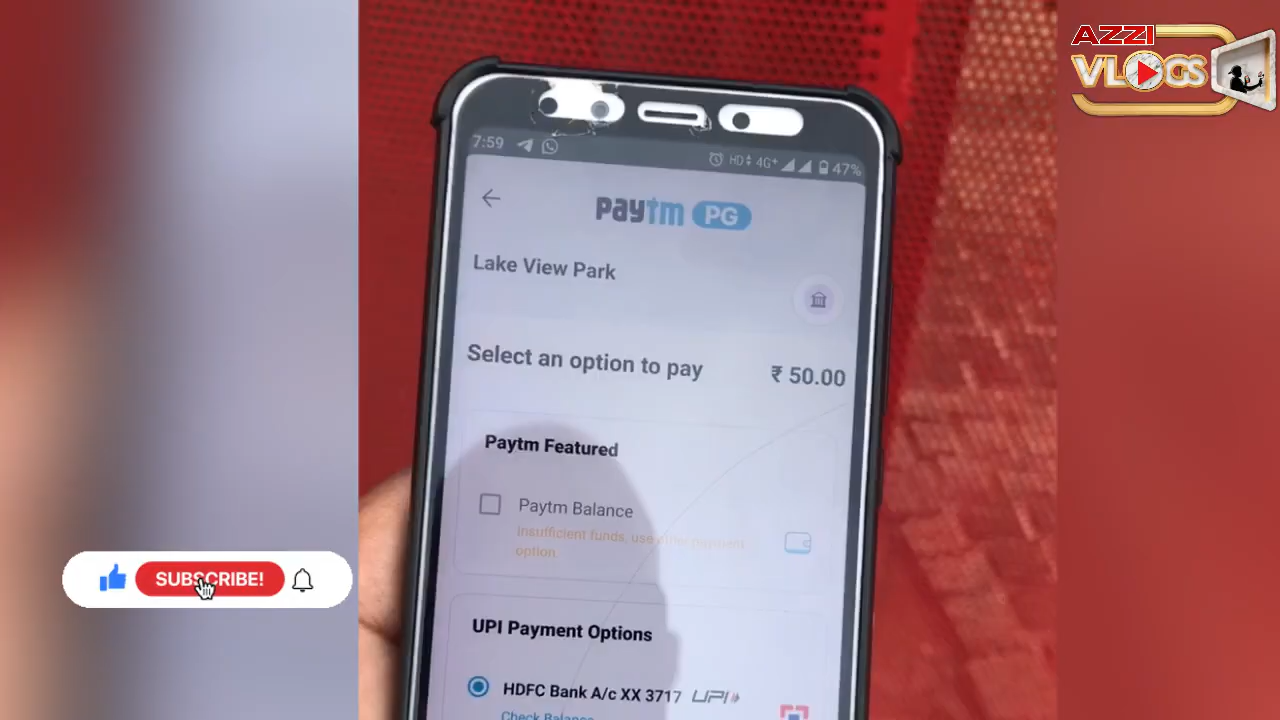 AZZI
VLOGS
7:59
HD 4G+ 47%
paytm PG
Lake View Park
Select an option to pay ₹ 50.00
Paytm Featured
Paytm Balance
Insufficient funds, use other payment
option.
UPI Payment Options
HDFC Bank A/c XX 3717 UPI
Check Balance
SUBSCRIBE!